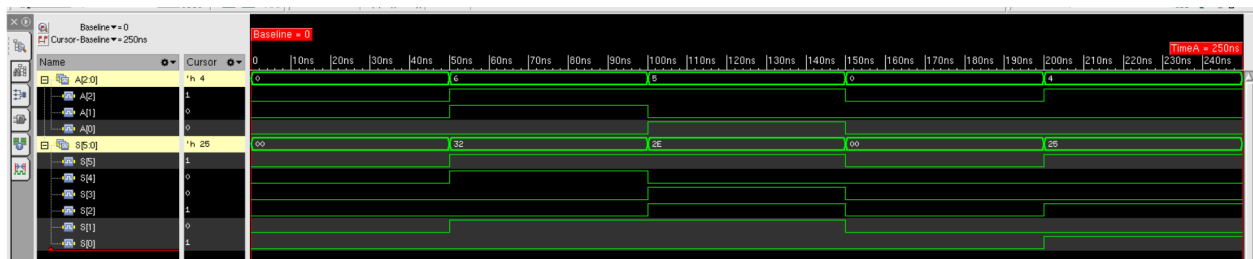 Baseline▼=0
Cursor-Baseline▼=250ns
Baseline = 0
TimeA = 250ns
Name Cursor 0 10ns 20ns 30ns 40ns 50ns 60ns 70ns 80ns 90ns 100ns 110ns 120ns 130ns 140ns 150ns 160ns 170ns 180ns 190ns 200ns 210ns 220ns 230ns 240ns
A[2:0] 'h 4 0 6 5 0 4
A[2] 1
A[1] 0
A[0] 0
S[5:0] 'h 25 00 32 2E 00 25
S[5] 1
S[4] 0
S[3] 0
S[2] 1
S[1] 0
S[0] 1